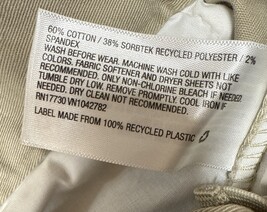 60% COTTON / 38% SORBTEK RECYCLED POLYESTER / 2%
SPANDEX
WASH BEFORE WEAR. MACHINE WASH COLD WITH LIKE
COLORS. FABRIC SOFTENER AND DRYER SHEETS NOT
RECOMMENDED. ONLY NON-CHLORINE BLEACH IF NEEDED.
TUMBLE DRY LOW. REMOVE PROMPTLY. COOL IRON IF
NEEDED. DO NOT DRY CLEAN.
RN17730 VN1042782
LABEL MADE FROM 100% RECYCLED PLASTIC